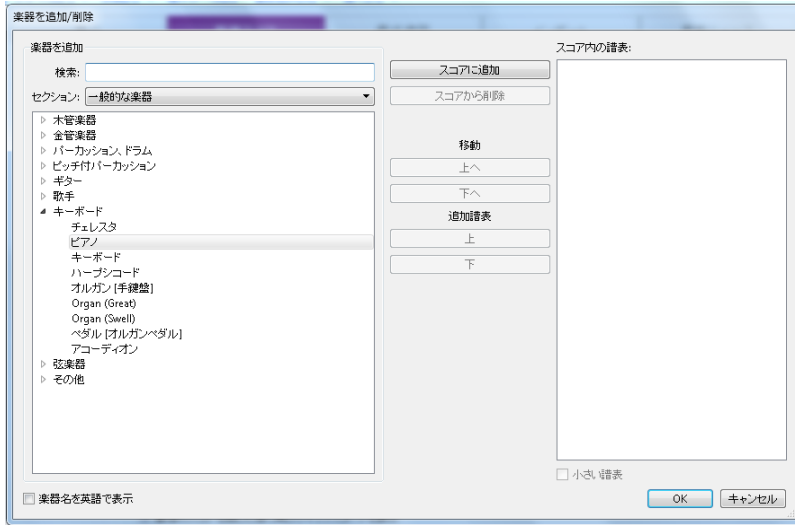 楽器を追加/削除
楽器を追加
検索:
セクション: 一般的な楽器
木管楽器
金管楽器
パーカッション、ドラム
ピッチ付パーカッション
ギター
歌手
キーボード
チェレスタ
ピアノ
キーボード
ハープシコード
オルガン [手鍵盤]
Organ (Great)
Organ (Swell)
ペダル [オルガンペダル]
アコーディオン
弦楽器
その他
楽器名を英語で表示
スコアに追加
スコアから削除
移動
上へ
下へ
追加譜表
上
下
スコア内の譜表:
小さい譜表
OK
キャンセル